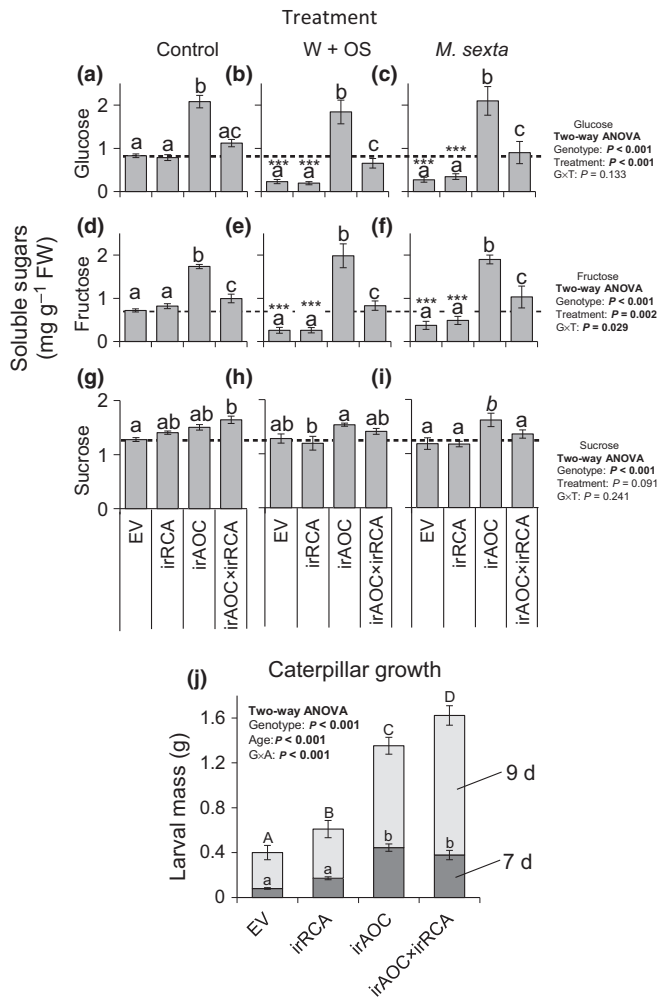 Treatment
Control W + OS M. sexta
(a) (b) (c)
Glucose
2
1
0
a a b ac
*** *** a a b c
*** *** a a b c
Glucose
Two-way ANOVA
Genotype: P < 0.001
Treatment: P < 0.001
G×T: P = 0.133
Soluble sugars
(mg g–1 FW)
(d) (e) (f)
Fructose
2
1
0
a a b c
*** *** a a b c
*** *** a a b c
Fructose
Two-way ANOVA
Genotype: P < 0.001
Treatment: P = 0.002
G×T: P = 0.029
(g) (h) (i)
Sucrose
2
1
0
a ab ab b
ab b a ab
a a b a
Sucrose
Two-way ANOVA
Genotype: P < 0.001
Treatment: P = 0.091
G×T: P = 0.241
EV irRCA irAOC irAOC×irRCA
EV irRCA irAOC irAOC×irRCA
EV irRCA irAOC irAOC×irRCA
(j) Caterpillar growth
Two-way ANOVA
Genotype: P < 0.001
Age:P < 0.001
G×A: P < 0.001
Larval mass (g)
1.6
1.2
0.8
0.4
0
A B C D
a a b b
9 d
7 d
EV irRCA irAOC irAOC×irRCA